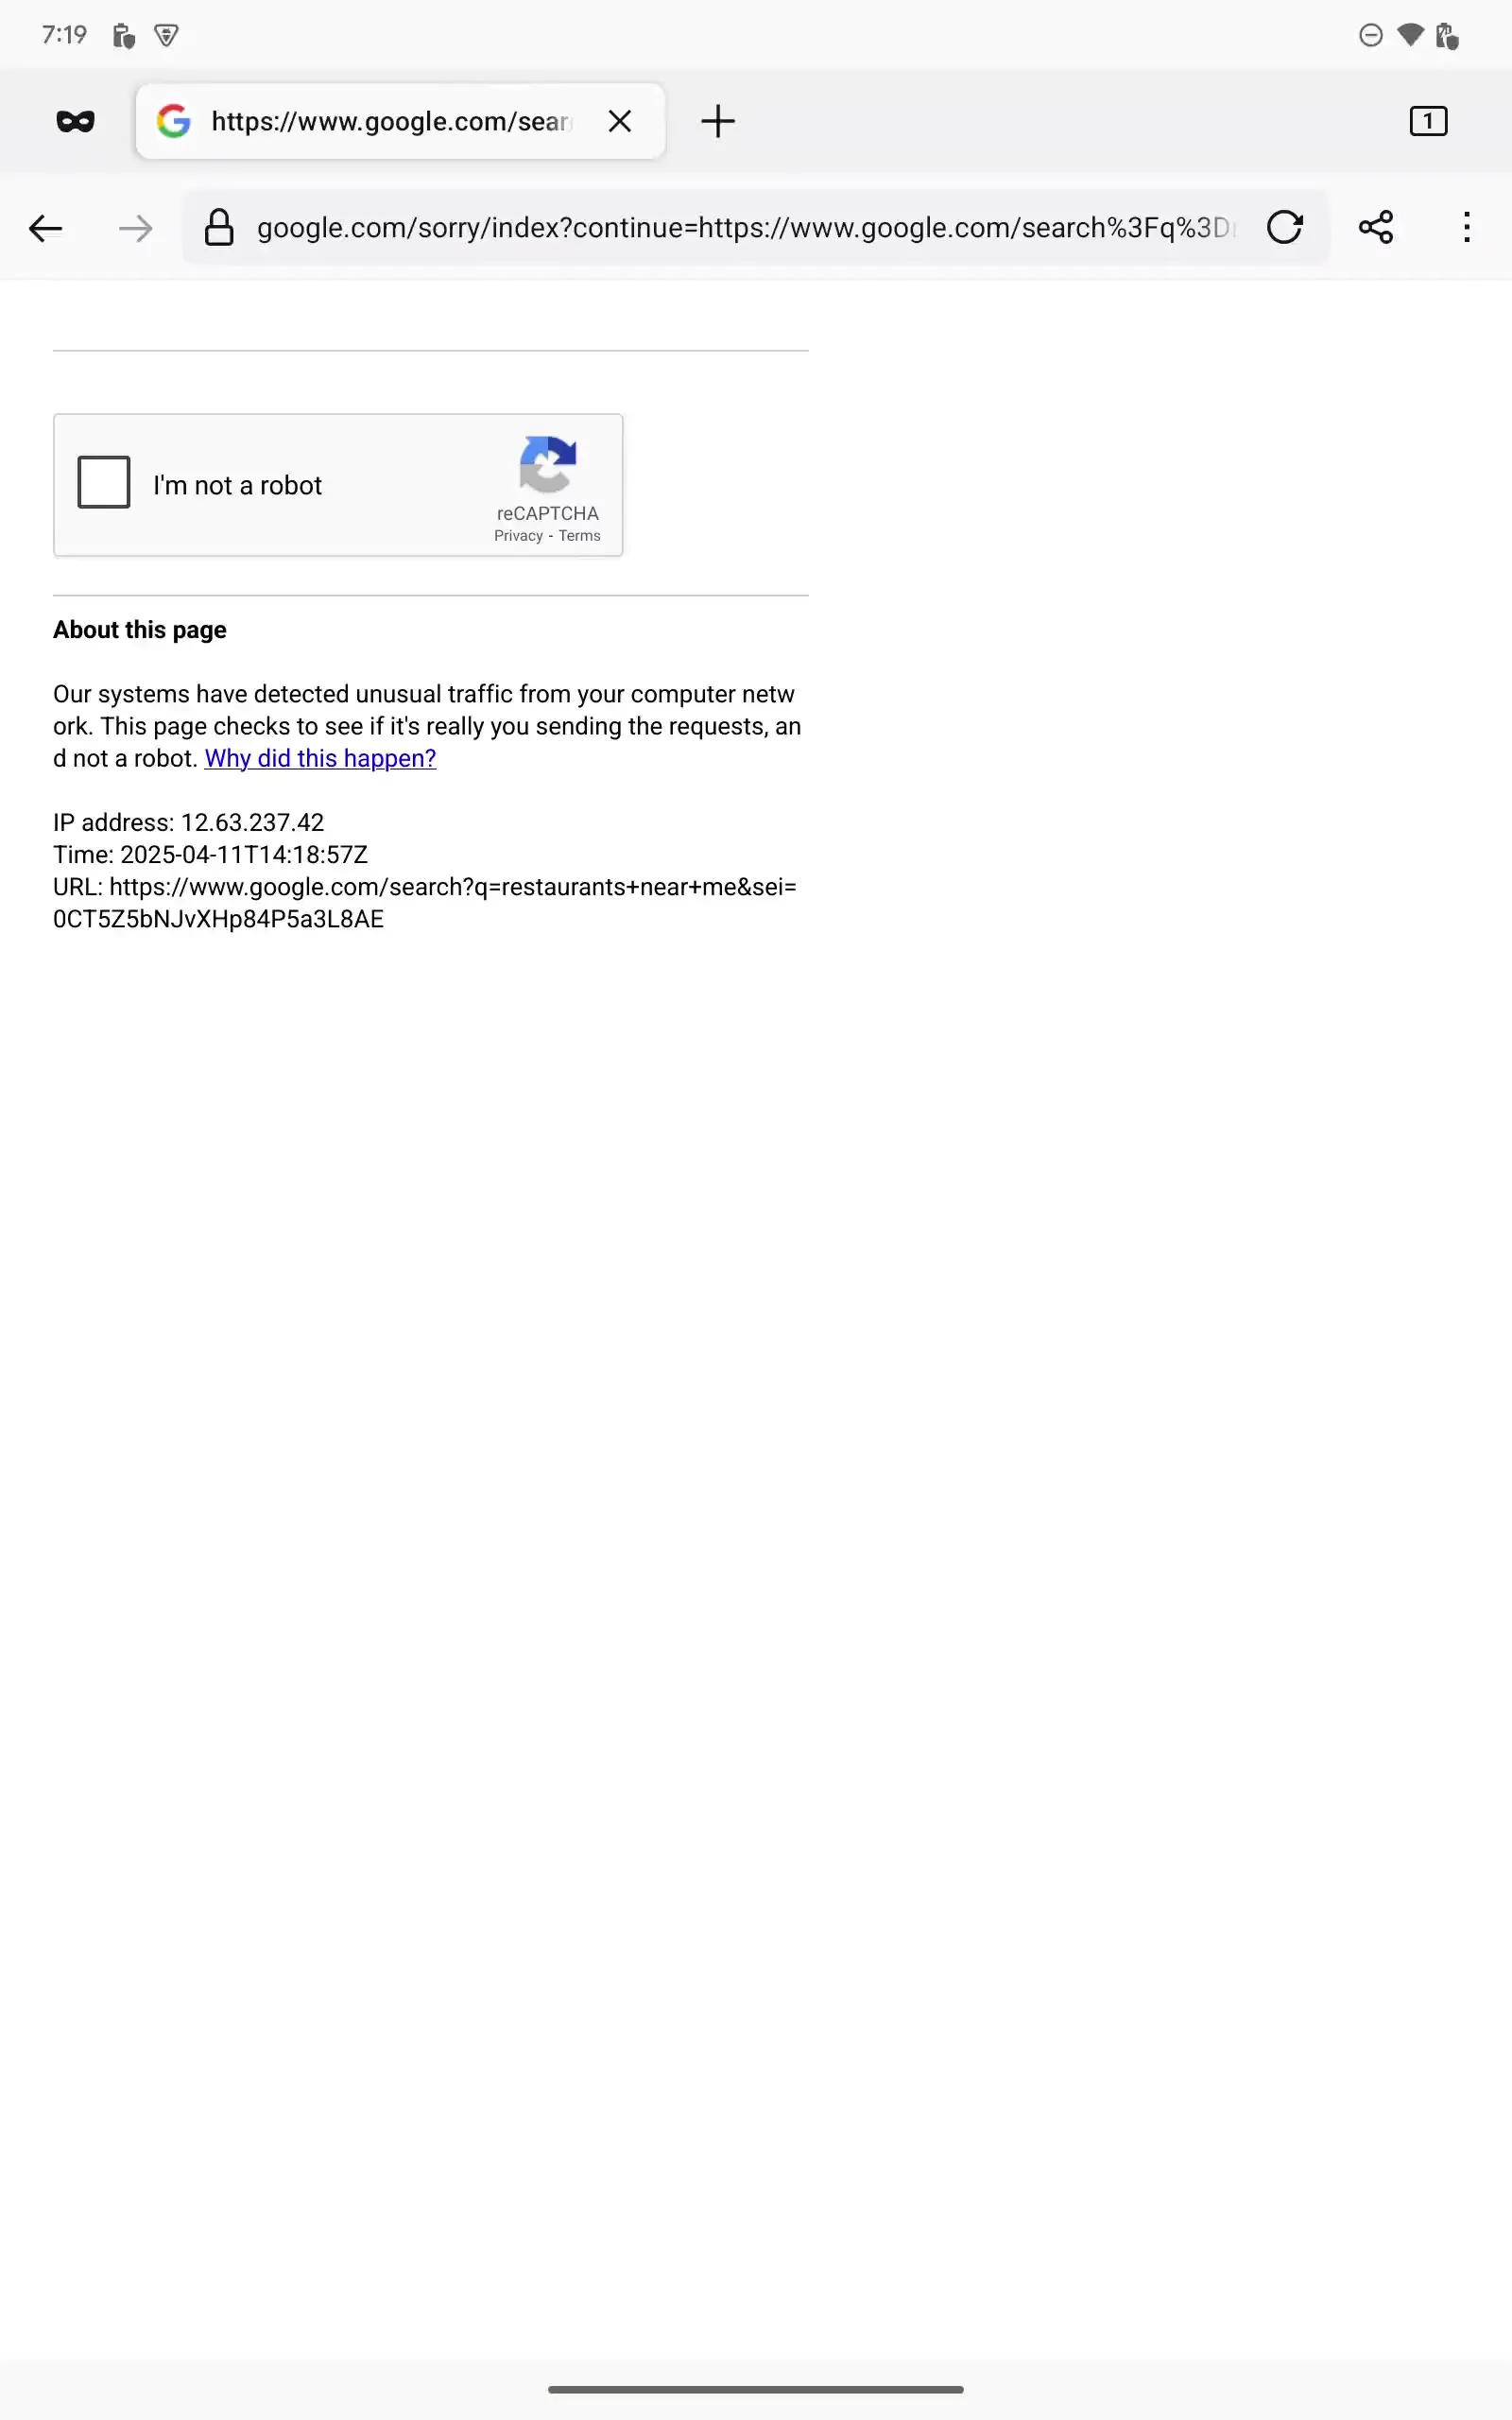 7:19
https://www.google.com/sear
1
google.com/sorry/index?continue=https://www.google.com/search%3Fq%3D
I'm not a robot
reCAPTCHA
Privacy - Terms
About this page
Our systems have detected unusual traffic from your computer netw
ork. This page checks to see if it's really you sending the requests, an
d not a robot. Why did this happen?
IP address: 12.63.237.42
Time: 2025-04-11T14:18:57Z
URL: https://www.google.com/search?q=restaurants+near+me&sei=
0CT5Z5bNJvXHp84P5a3L8AE